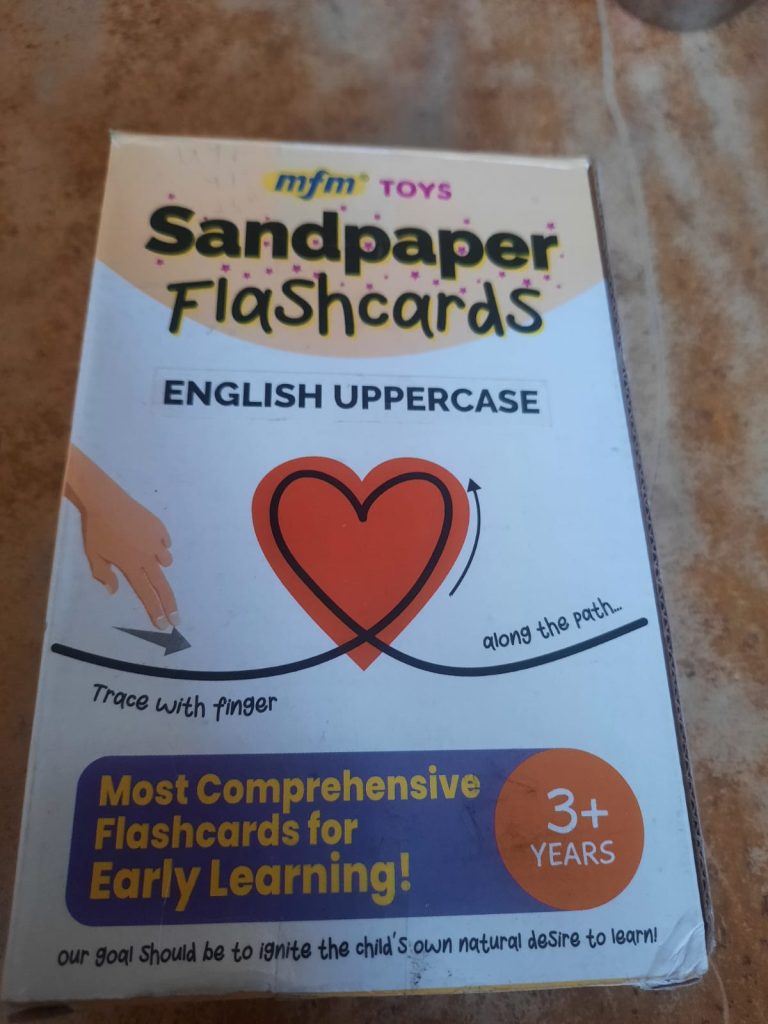 mfm® TOYS
Sandpaper
Flashcards
ENGLISH UPPERCASE
along the path...
Trace with finger
Most Comprehensive
Flashcards for
Early Learning!
3+
YEARS
our goal should be to ignite the child's own natural desire to learn!